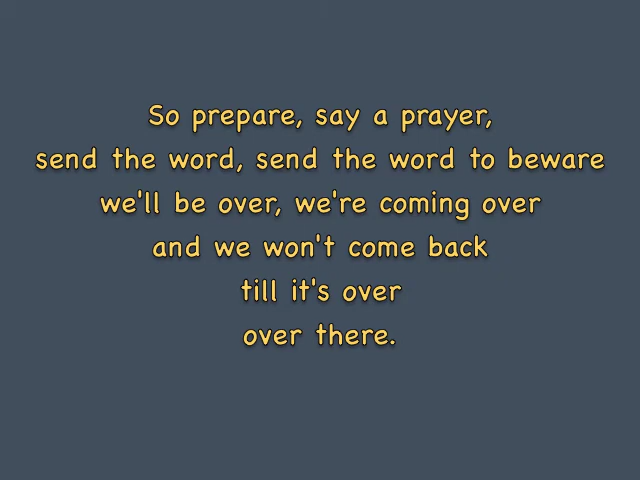 So prepare, say a prayer,
send the word, send the word to beware
we'll be over, we're coming over
and we won't come back
till it's over
over there.